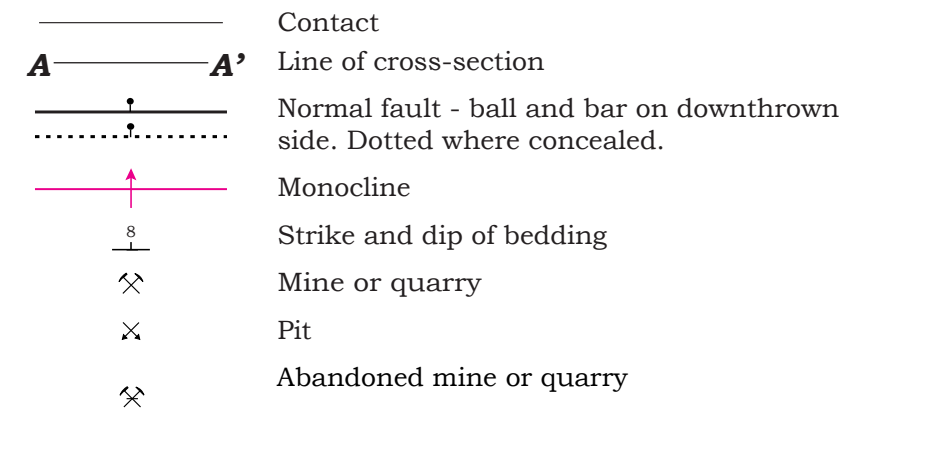 Contact
A A’ Line of cross-section
Normal fault - ball and bar on downthrown
side. Dotted where concealed.
Monocline
8 Strike and dip of bedding
Mine or quarry
Pit
Abandoned mine or quarry